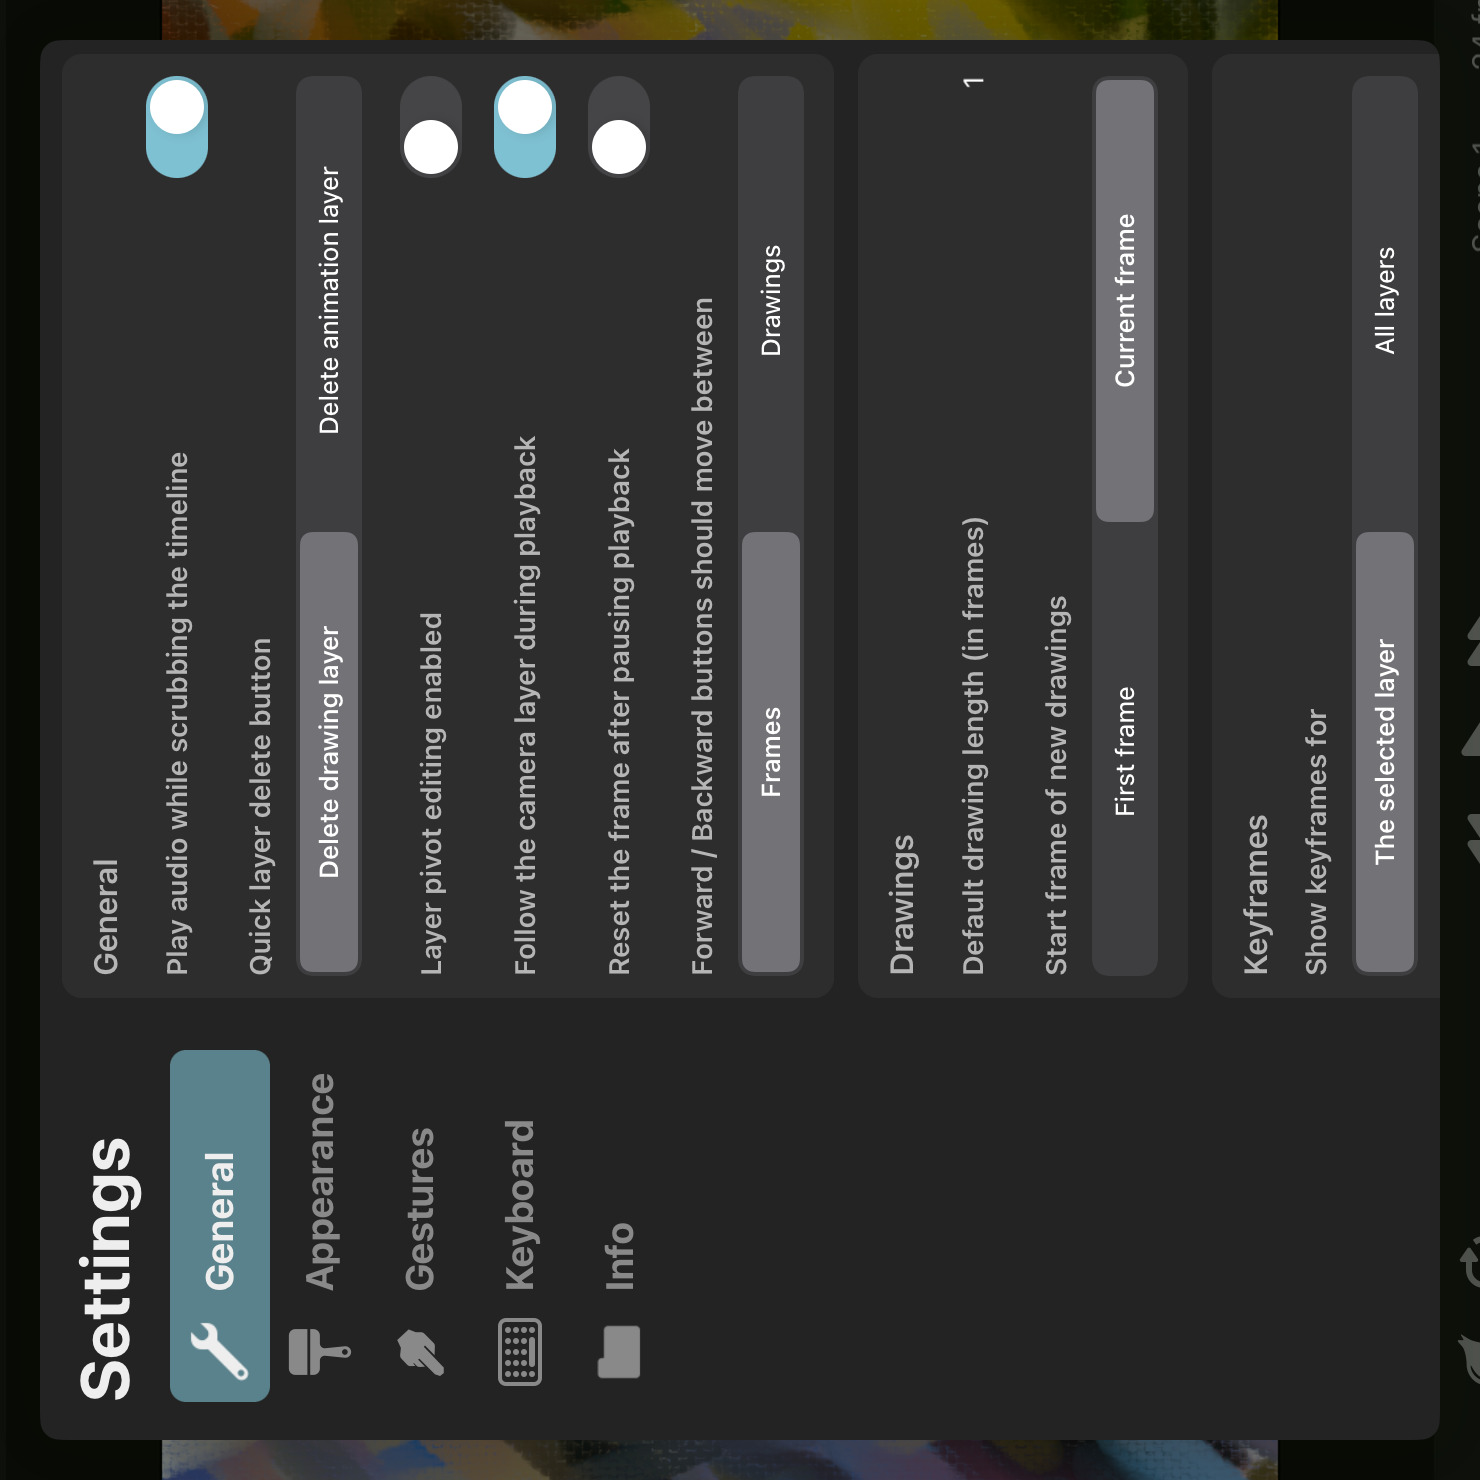 Settings
General
Appearance
Gestures
Keyboard
Info
General
Play audio while scrubbing the timeline
Quick layer delete button
Delete drawing layer
Delete animation layer
Layer pivot editing enabled
Follow the camera layer during playback
Reset the frame after pausing playback
Forward / Backward buttons should move between
Frames
Drawings
Drawings
Default drawing length (in frames)
1
Start frame of new drawings
First frame
Current frame
Keyframes
Show keyframes for
The selected layer
All layers